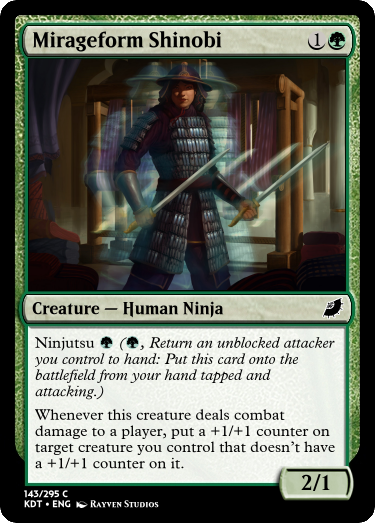 Mirageform Shinobi 1
Creature — Human Ninja
Ninjutsu (, Return an unblocked attacker
you control to hand: Put this card onto the
battlefield from your hand tapped and
attacking.)
Whenever this creature deals combat
damage to a player, put a +1/+1 counter on
target creature you control that doesn't have
a +1/+1 counter on it.
2/1
143/295 C
KDT • ENG Rayven Studios